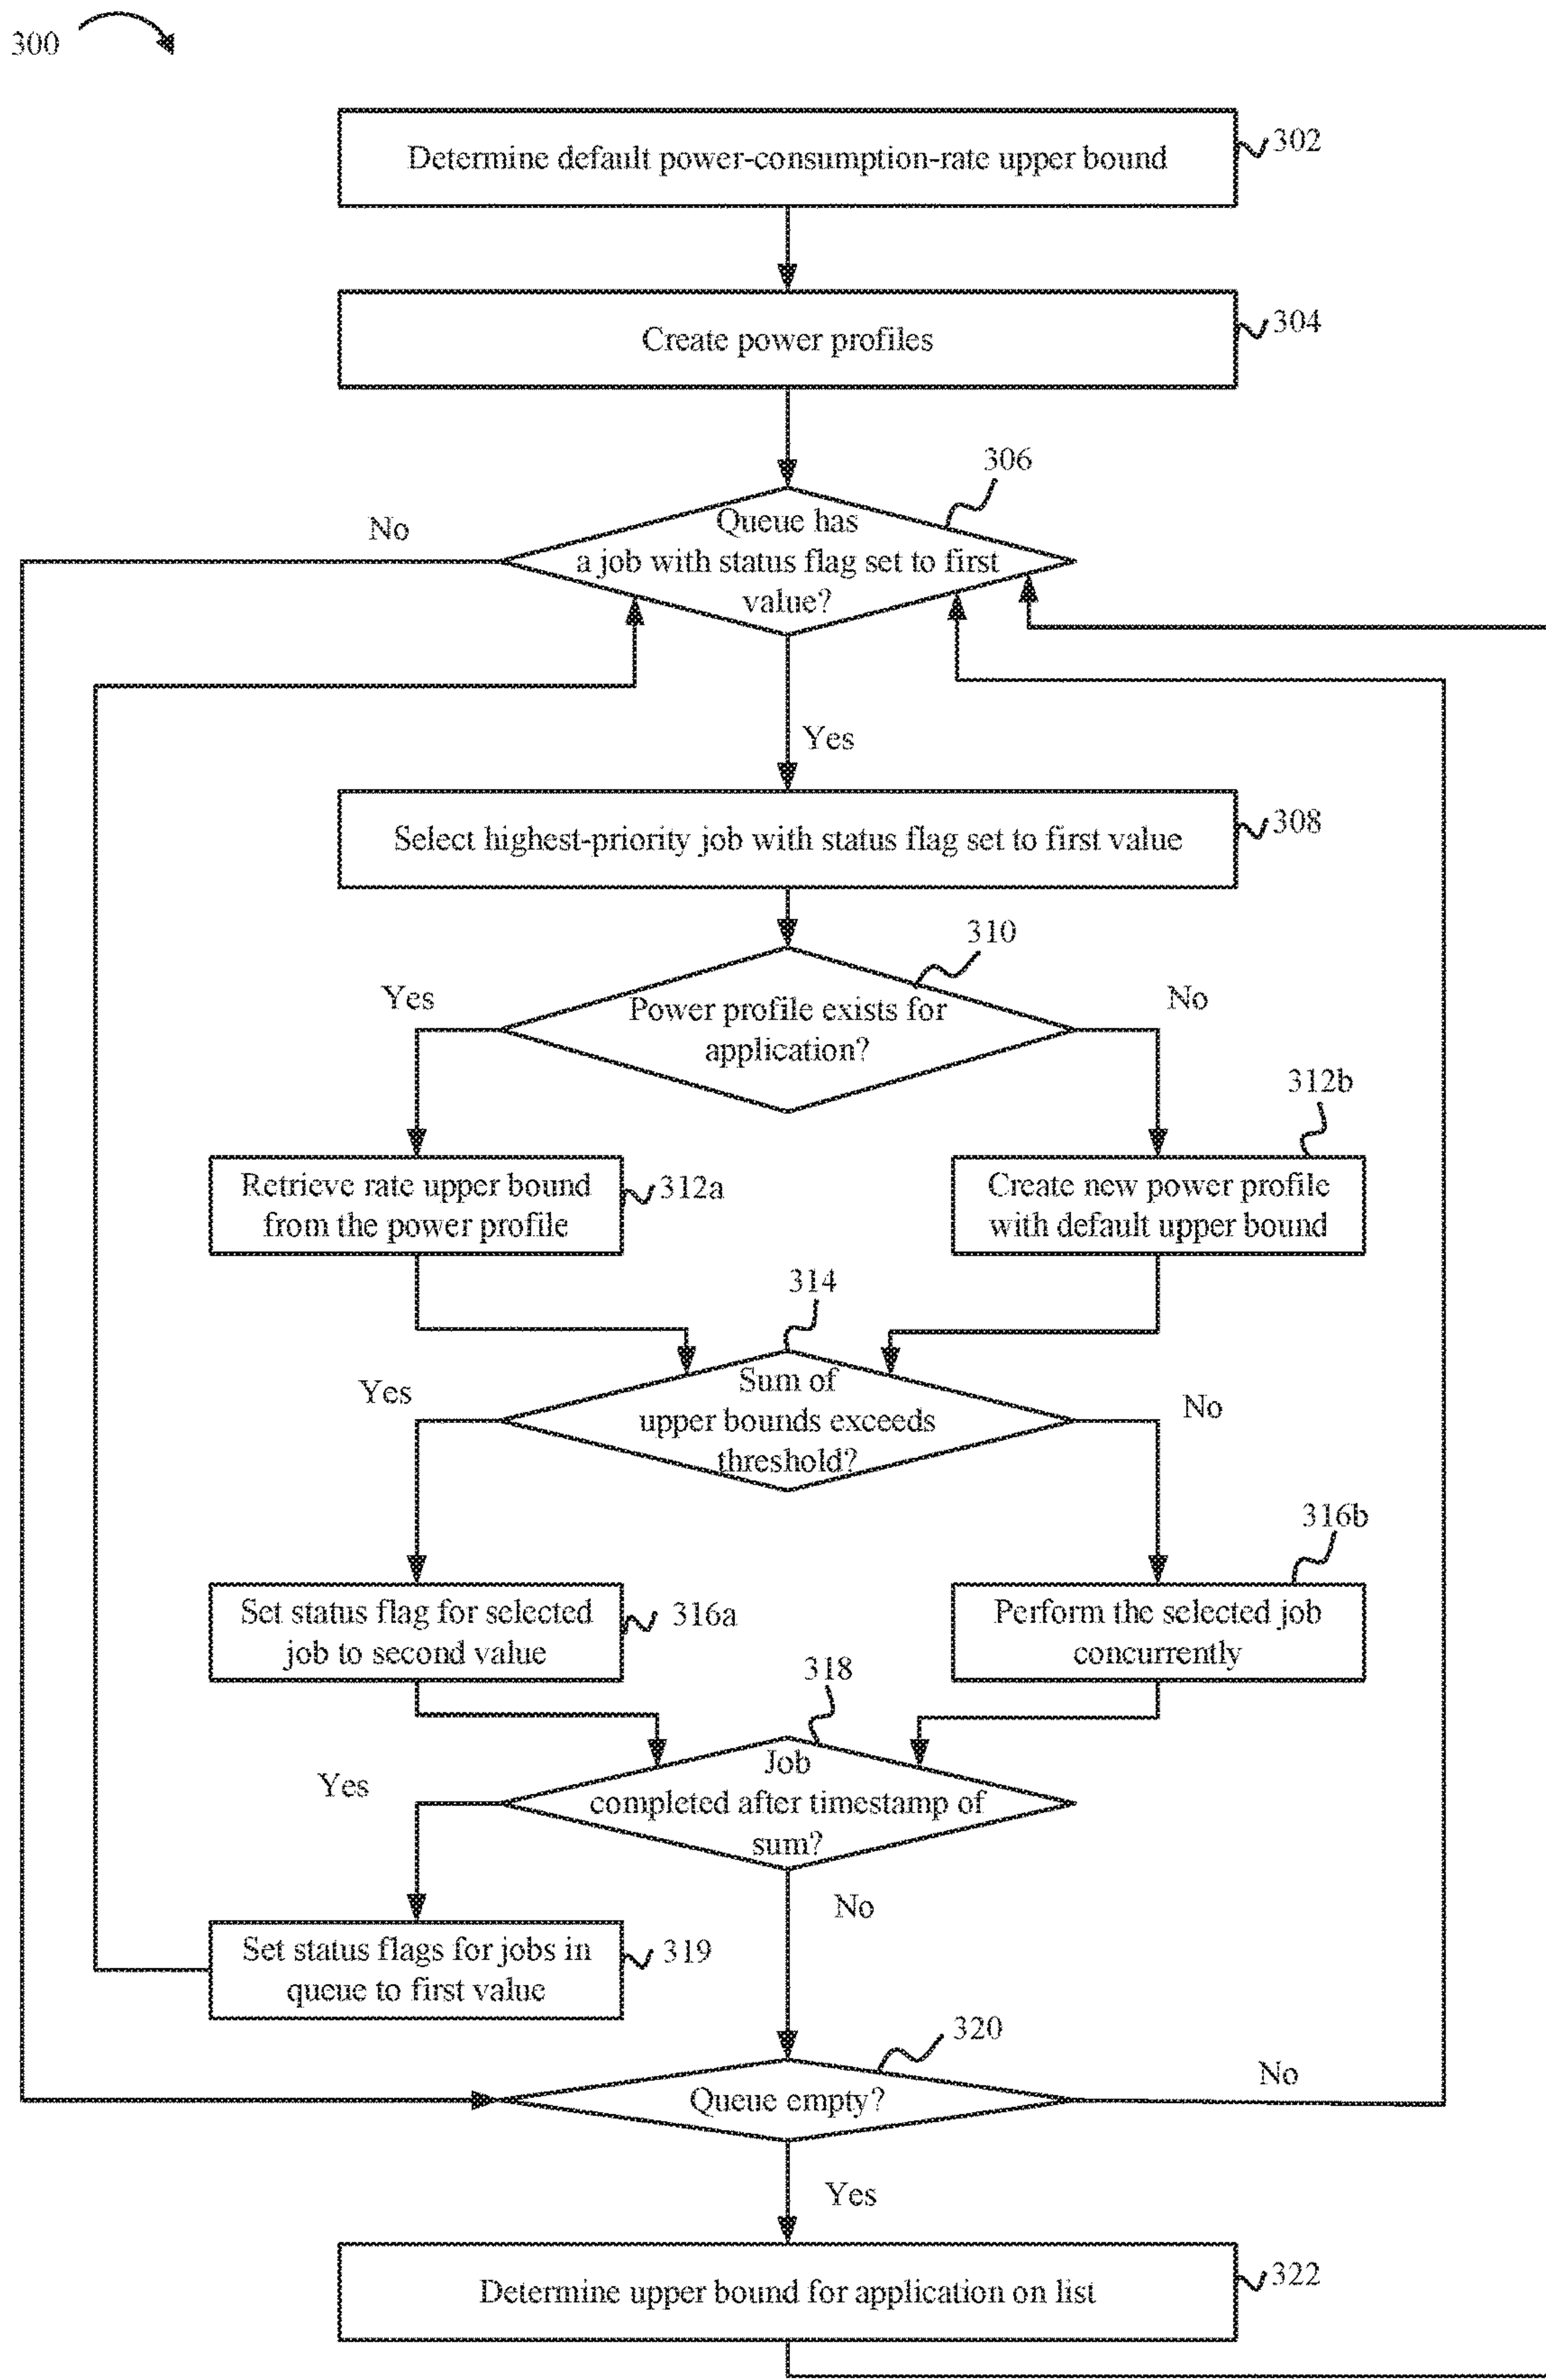 300
Determine default power-consumption-rate upper bound
302
Create power profiles
304
306
No
Queue has
a job with status flag set to first
value?
Yes
Select highest-priority job with status flag set to first value
308
310
Yes
No
Power profile exists for
application?
312b
Retrieve rate upper bound
from the power profile
312a
Create new power profile
with default upper bound
314
Yes
No
Sum of
upper bounds exceeds
threshold?
316b
Set status flag for selected
job to second value
316a
Perform the selected job
concurrently
318
Yes
Job
completed after timestamp of
sum?
No
Set status flags for jobs in
queue to first value
319
320
Queue empty?
No
Yes
Determine upper bound for application on list
322